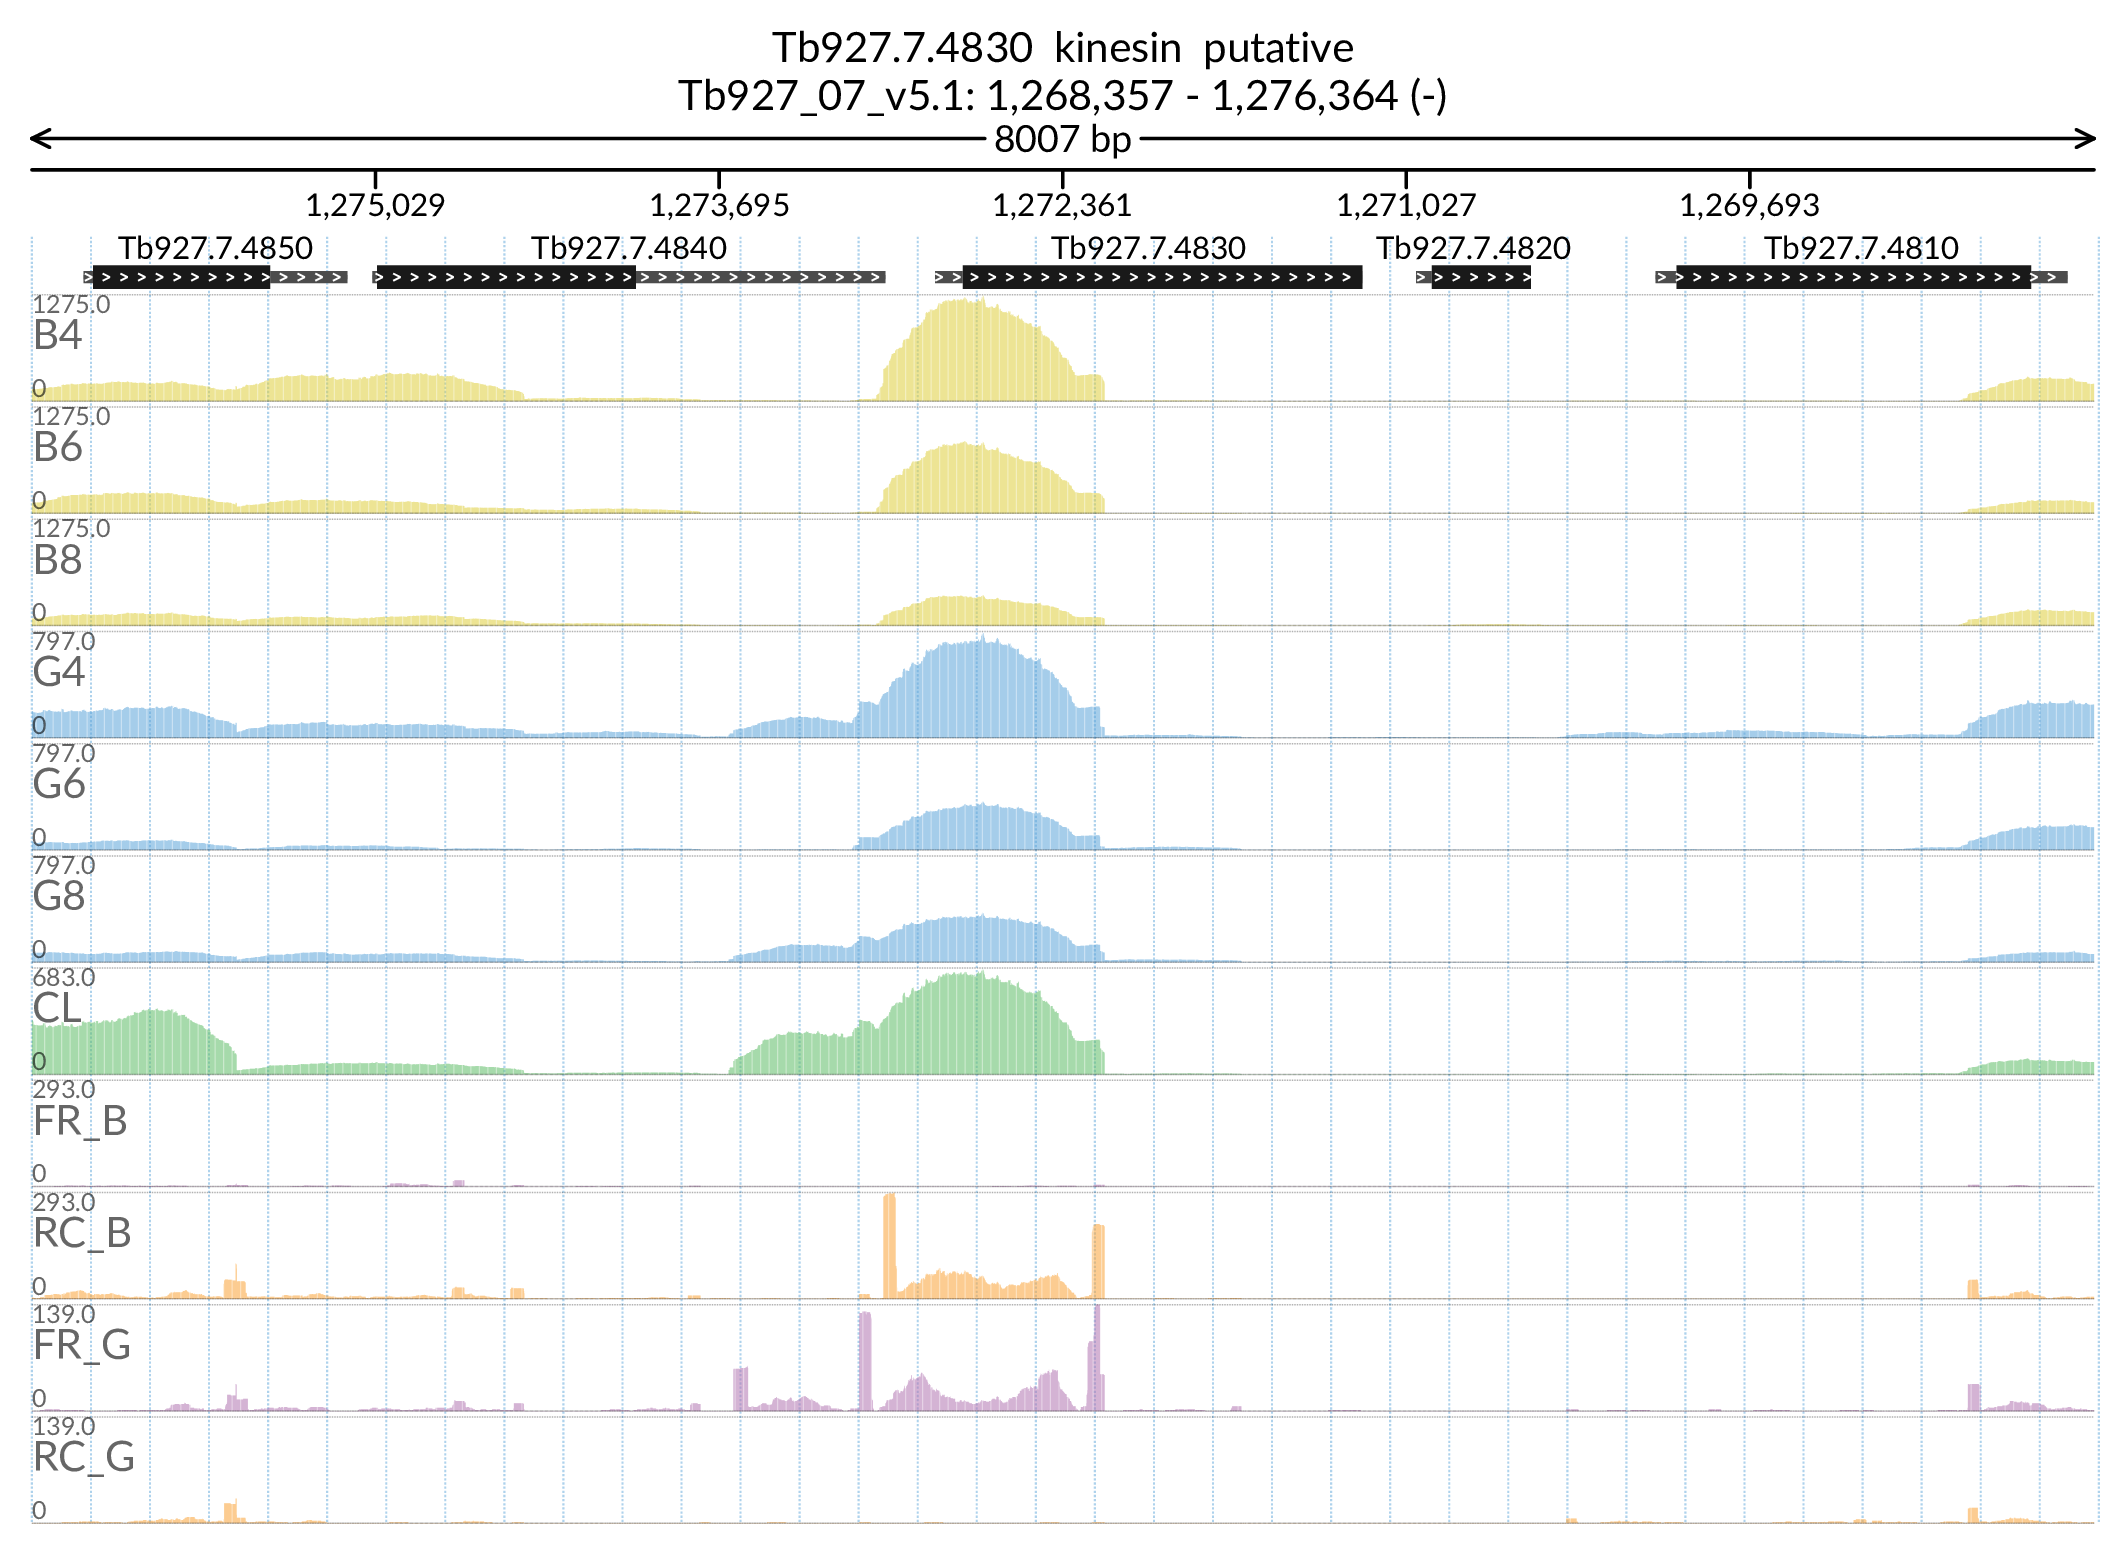 Tb927.7.4830 kinesin putative
Tb927_07_v5.1: 1,268,357 - 1,276,364 (-)
8007 bp
1,275,029 1,273,695 1,272,361 1,271,027 1,269,693
Tb927.7.4850 Tb927.7.4840 Tb927.7.4830 Tb927.7.4820 Tb927.7.4810
1275.0
B4
0
1275.0
B6
0
1275.0
B8
0
797.0
G4
0
797.0
G6
0
797.0
G8
0
683.0
CL
0
293.0
FR_B
0
293.0
RC_B
0
139.0
FR_G
0
139.0
RC_G
0